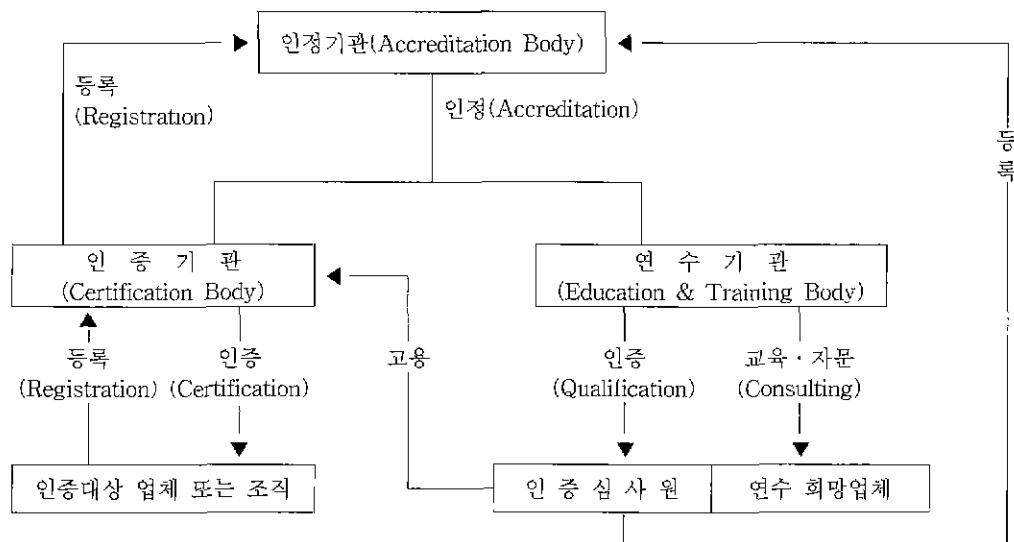 인정기관(Accreditation Body)
등록
(Registration)
인정(Accreditation)
등록
인 증 기 관
(Certification Body)
연 수 기 관
(Education & Training Body)
등록
(Registration)
인증
(Certification)
고용
인증
(Qualification)
교육·자문
(Consulting)
인증대상 업체 또는 조직
인 증 심 사 원
연수 희망업체